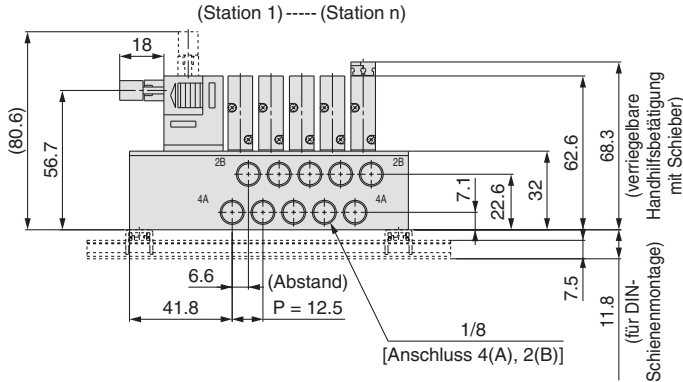 (Station 1) ----- (Station n)
18
(80.6)
56.7
2B
2B
4A
4A
7.1
22.6
32
62.6
68.3
(verriegelbare
Handhilfsbetätigung
mit Schieber)
6.6
(Abstand)
41.8
P = 12.5
7.5
11.8
(für DIN-
Schienenmontage)
1/8
[Anschluss 4(A), 2(B)]